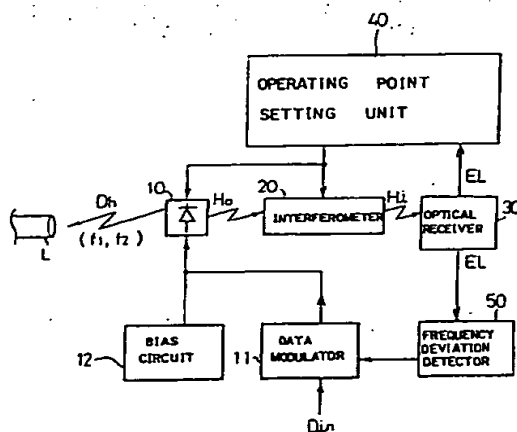 40
OPERATING POINT
SETTING UNIT
10
20
Dh
Ho
Hi
EL
(f1, f2)
L
INTERFEROMETER
OPTICAL
RECEIVER
30
EL
50
BIAS
CIRCUIT
12
DATA
MODULATOR
11
FREQUENCY
DEVIATION
DETECTOR
Din